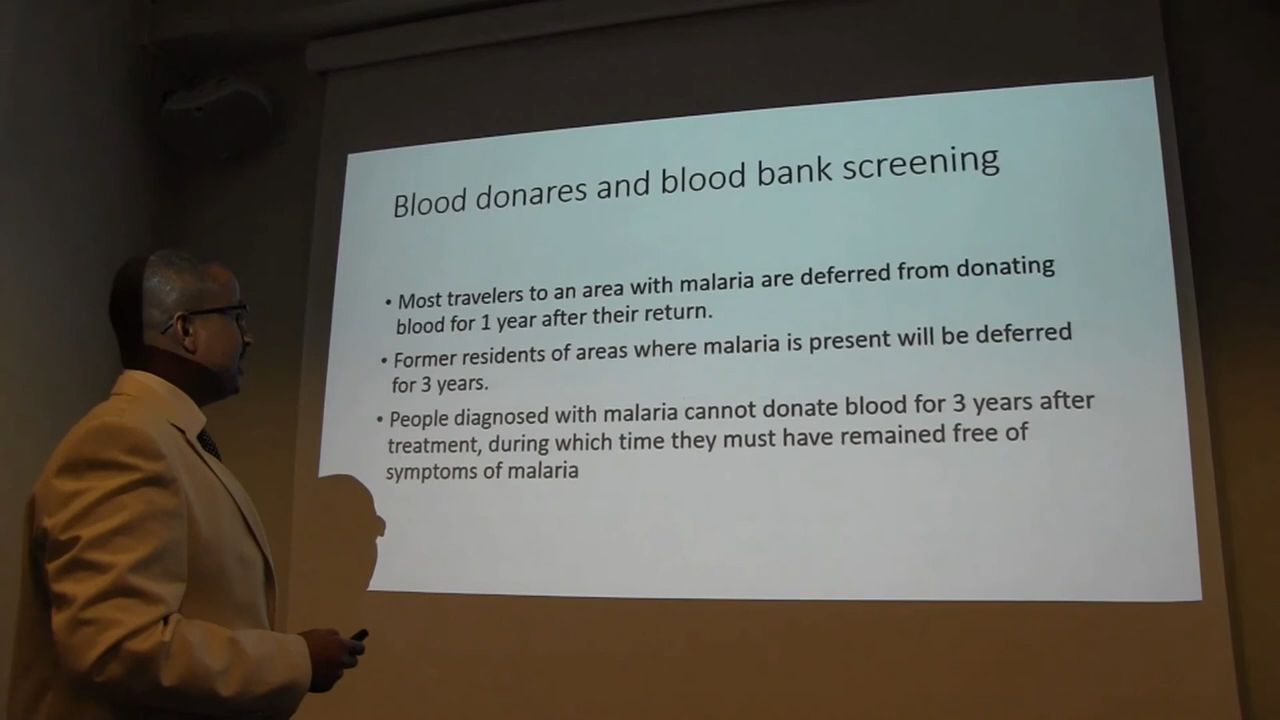 Blood donares and blood bank screening
• Most travelers to an area with malaria are deferred from donating
blood for 1 year after their return.
• Former residents of areas where malaria is present will be deferred
for 3 years.
• People diagnosed with malaria cannot donate blood for 3 years after
treatment, during which time they must have remained free of
symptoms of malaria